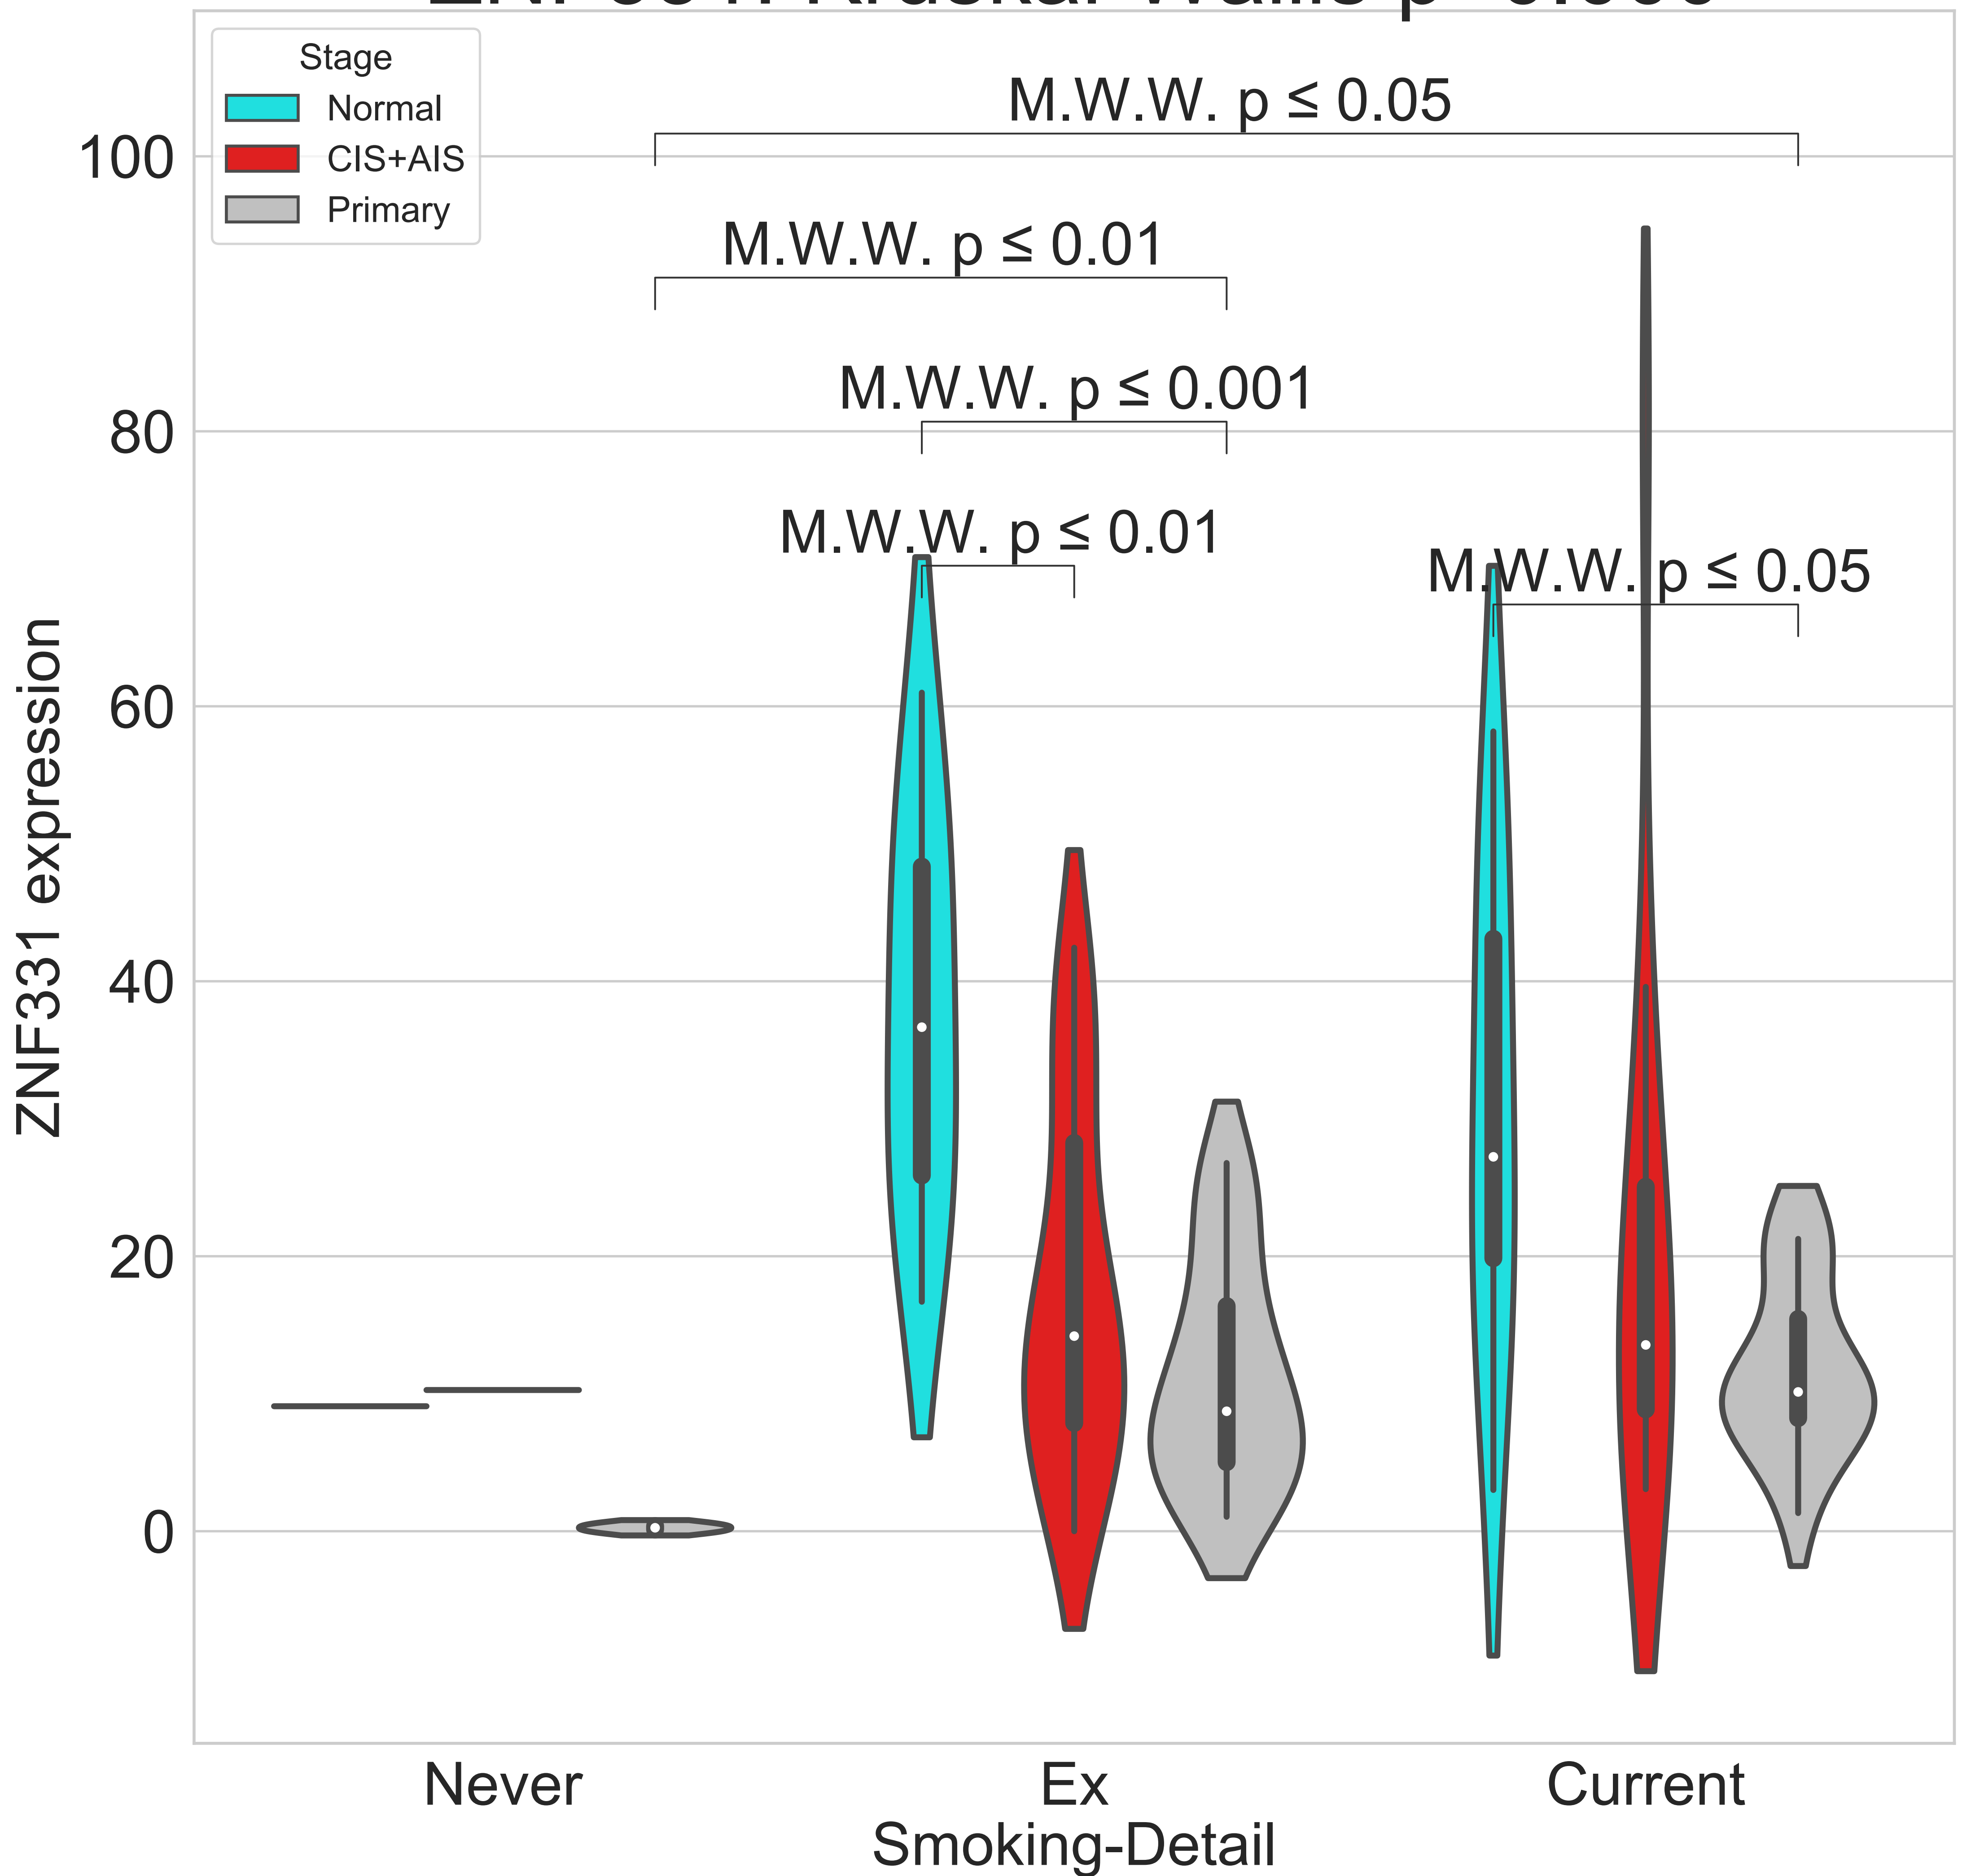 Stage
Normal
CIS+AIS
Primary
M.W.W. p ≤ 0.05
M.W.W. p ≤ 0.01
M.W.W. p ≤ 0.001
M.W.W. p ≤ 0.01
M.W.W. p ≤ 0.05
100
80
60
40
20
0
ZNF331 expression
Never
Ex
Current
Smoking-Detail